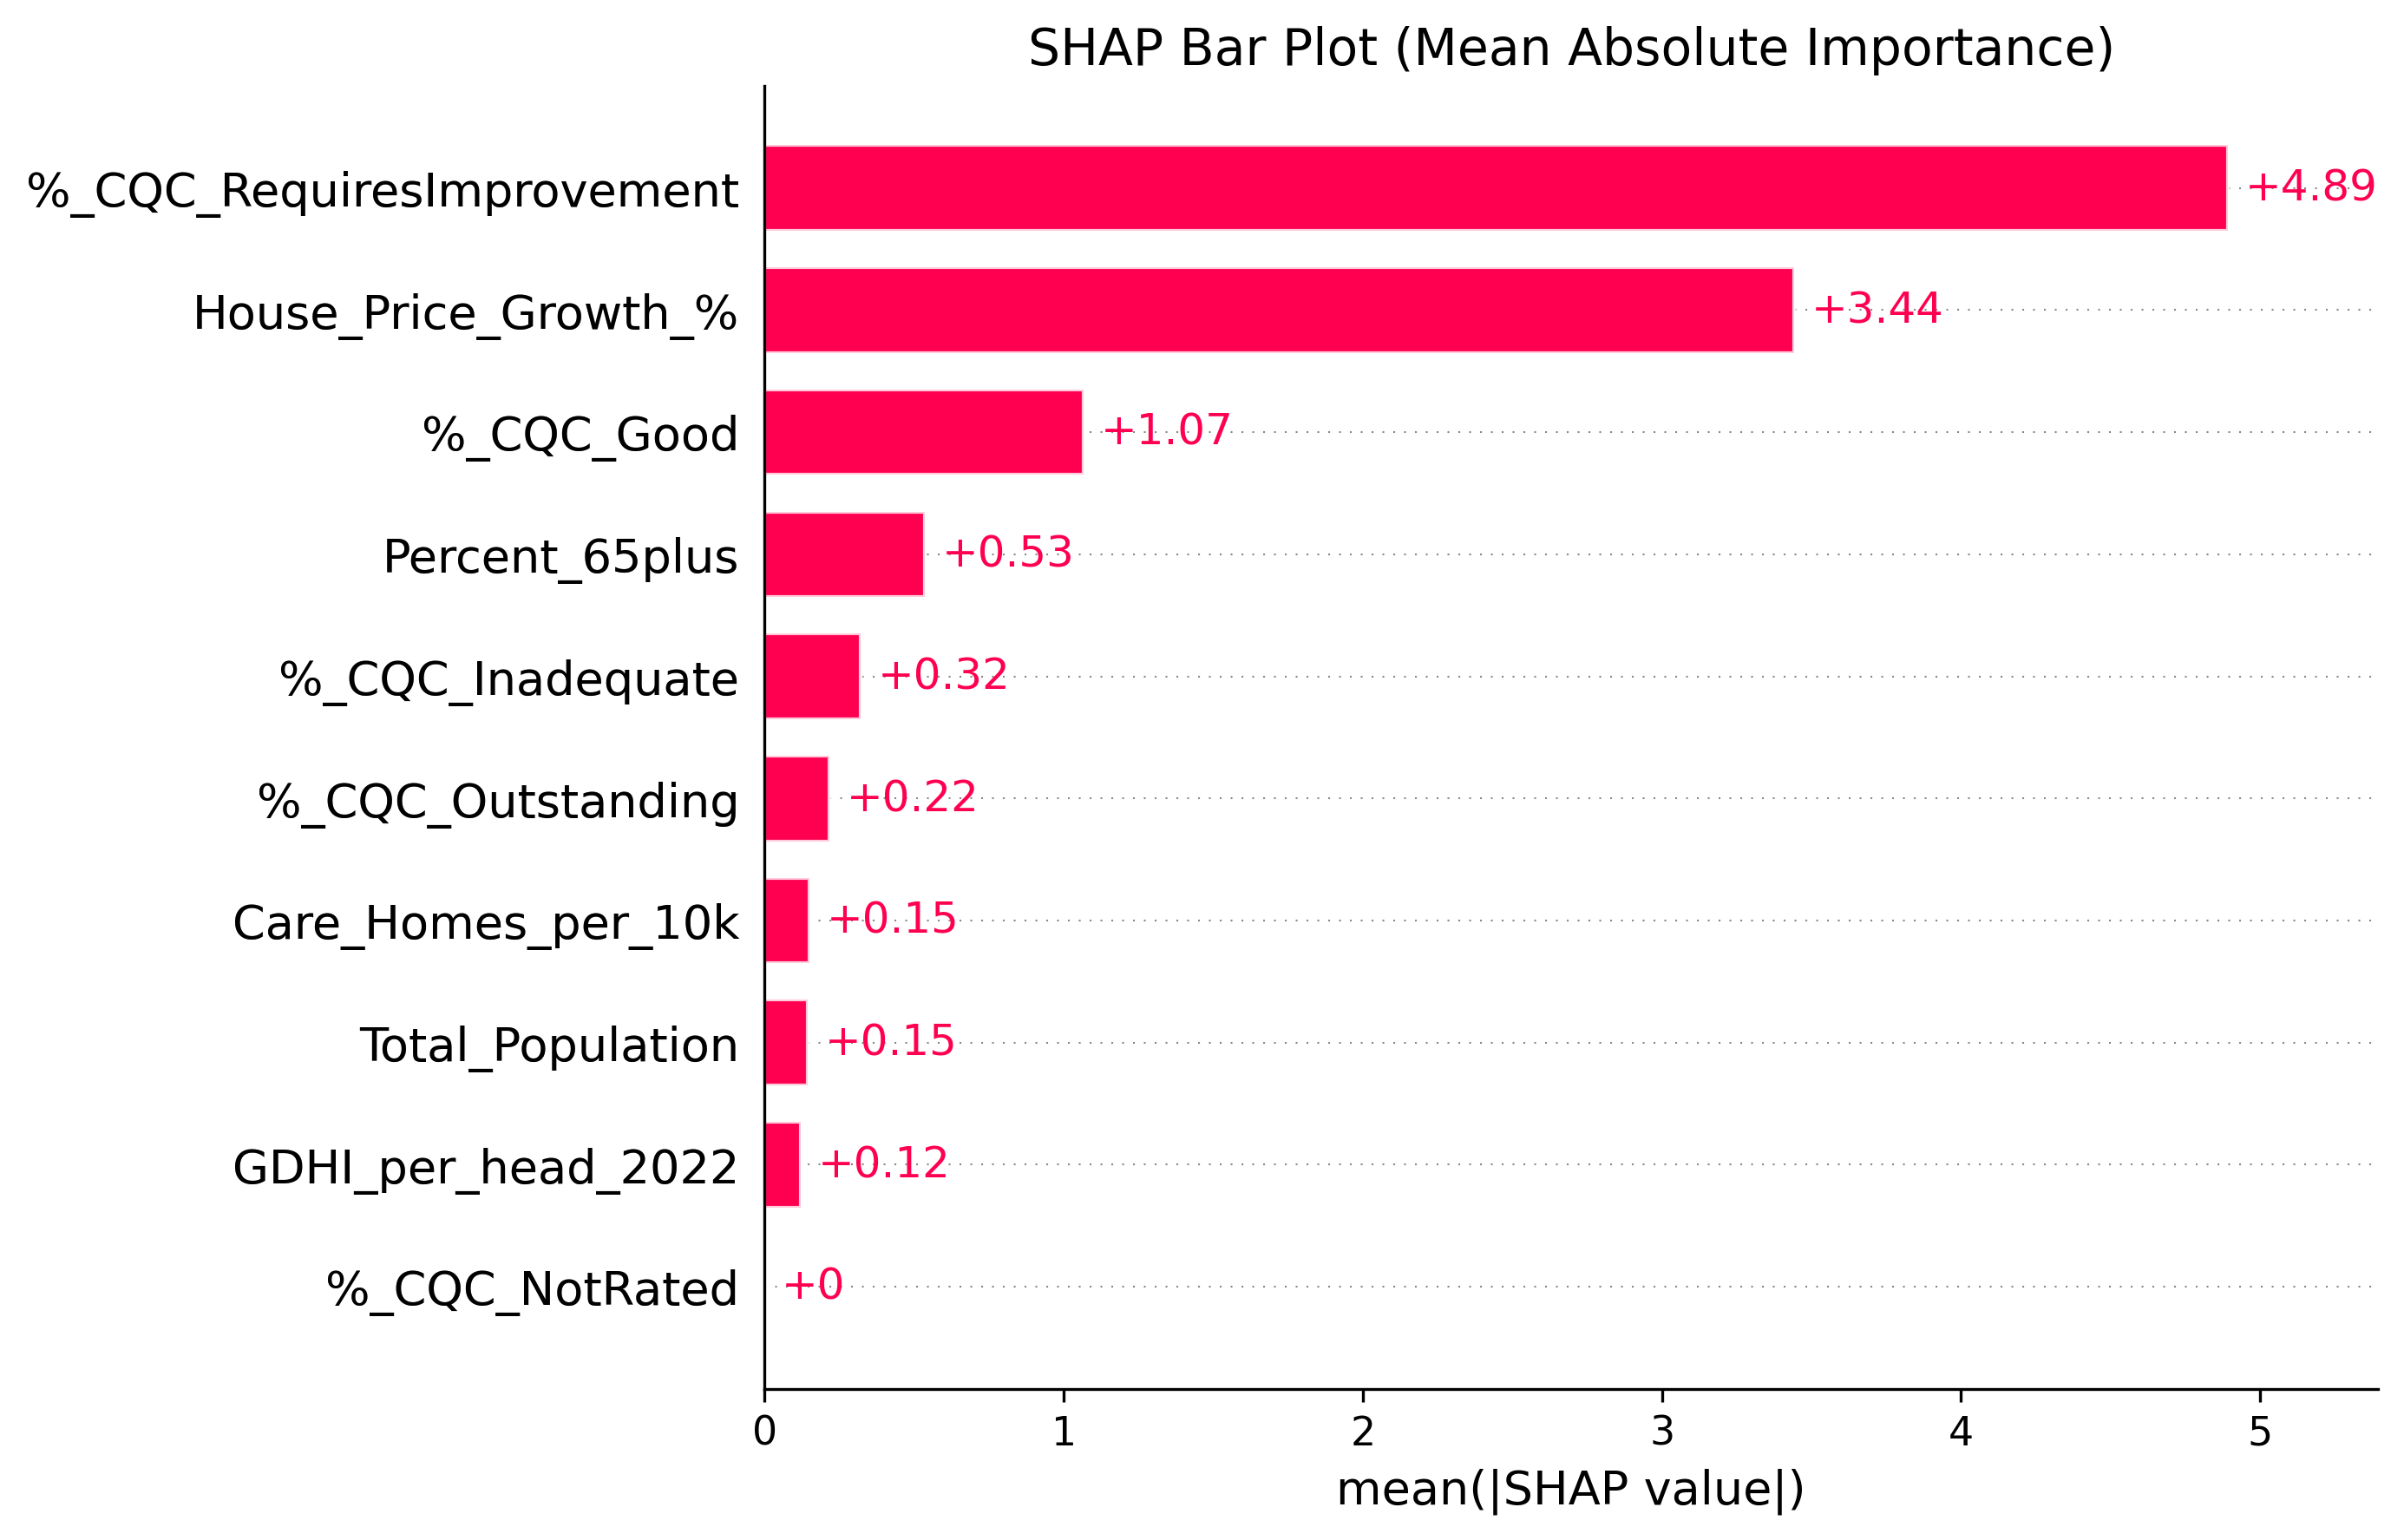 SHAP Bar Plot (Mean Absolute Importance)
%_CQC_RequiresImprovement +4.89
House_Price_Growth_% +3.44
%_CQC_Good +1.07
Percent_65plus +0.53
%_CQC_Inadequate +0.32
%_CQC_Outstanding +0.22
Care_Homes_per_10k +0.15
Total_Population +0.15
GDHI_per_head_2022 +0.12
%_CQC_NotRated +0
0 1 2 3 4 5
mean(|SHAP value|)